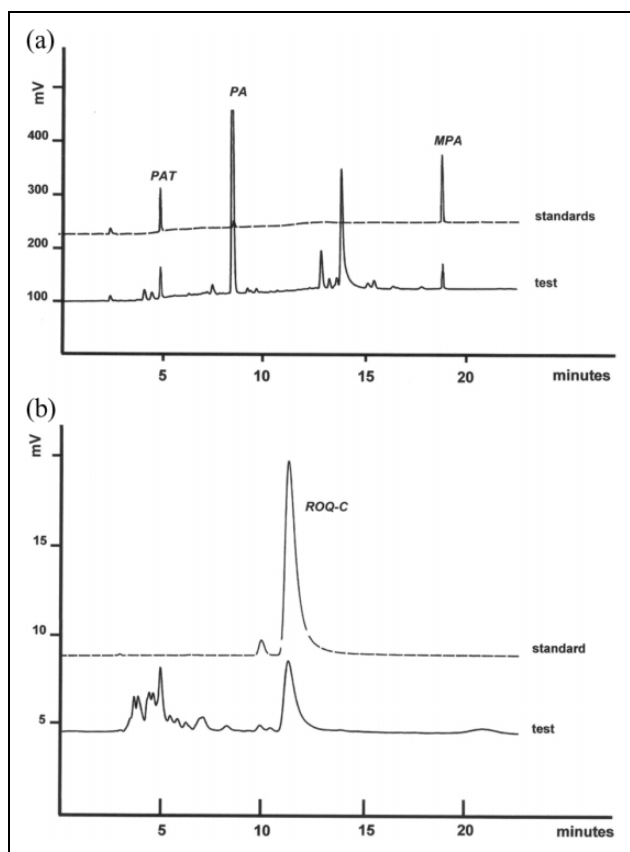 (a)
mV
PA
400
PAT
MPA
300
standards
200
test
100
5
10
15
20
minutes
(b)
mV
ROQ-C
15
10
standard
5
test
5
10
15
20
minutes